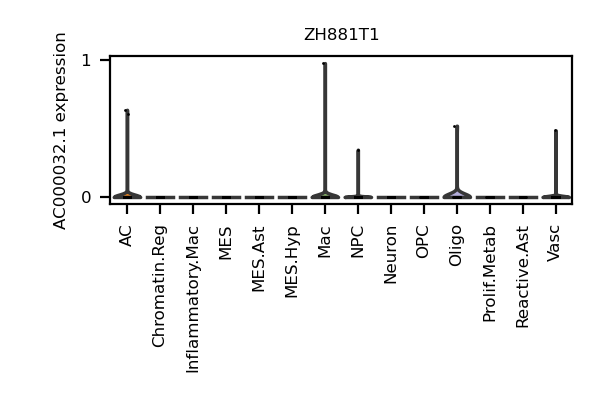 ZH881T1
AC000032.1 expression
1
0
AC
Chromatin.Reg
Inflammatory.Mac
MES
MES.Ast
MES.Hyp
Mac
NPC
Neuron
OPC
Oligo
Prolif.Metab
Reactive.Ast
Vasc